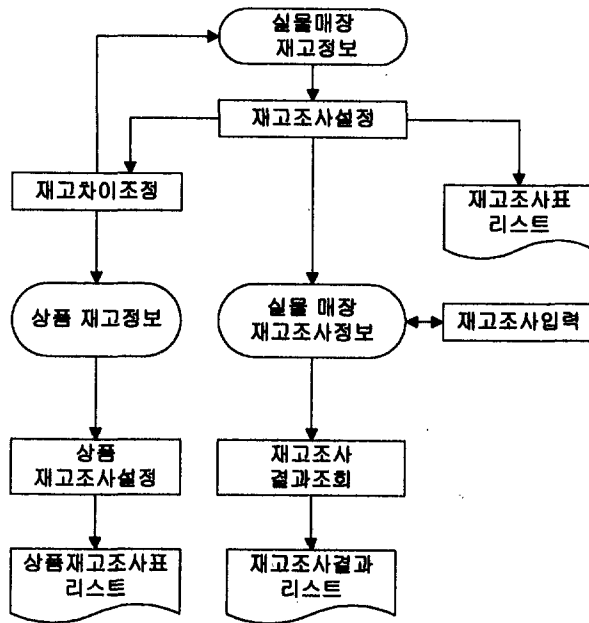 실물매장
재고정보
재고조사설정
재고차이조정
재고조사표
리스트
상품 재고정보
실물 매장
재고조사정보
재고조사입력
상품
재고조사설정
재고조사
결과조회
상품재고조사표
리스트
재고조사결과
리스트